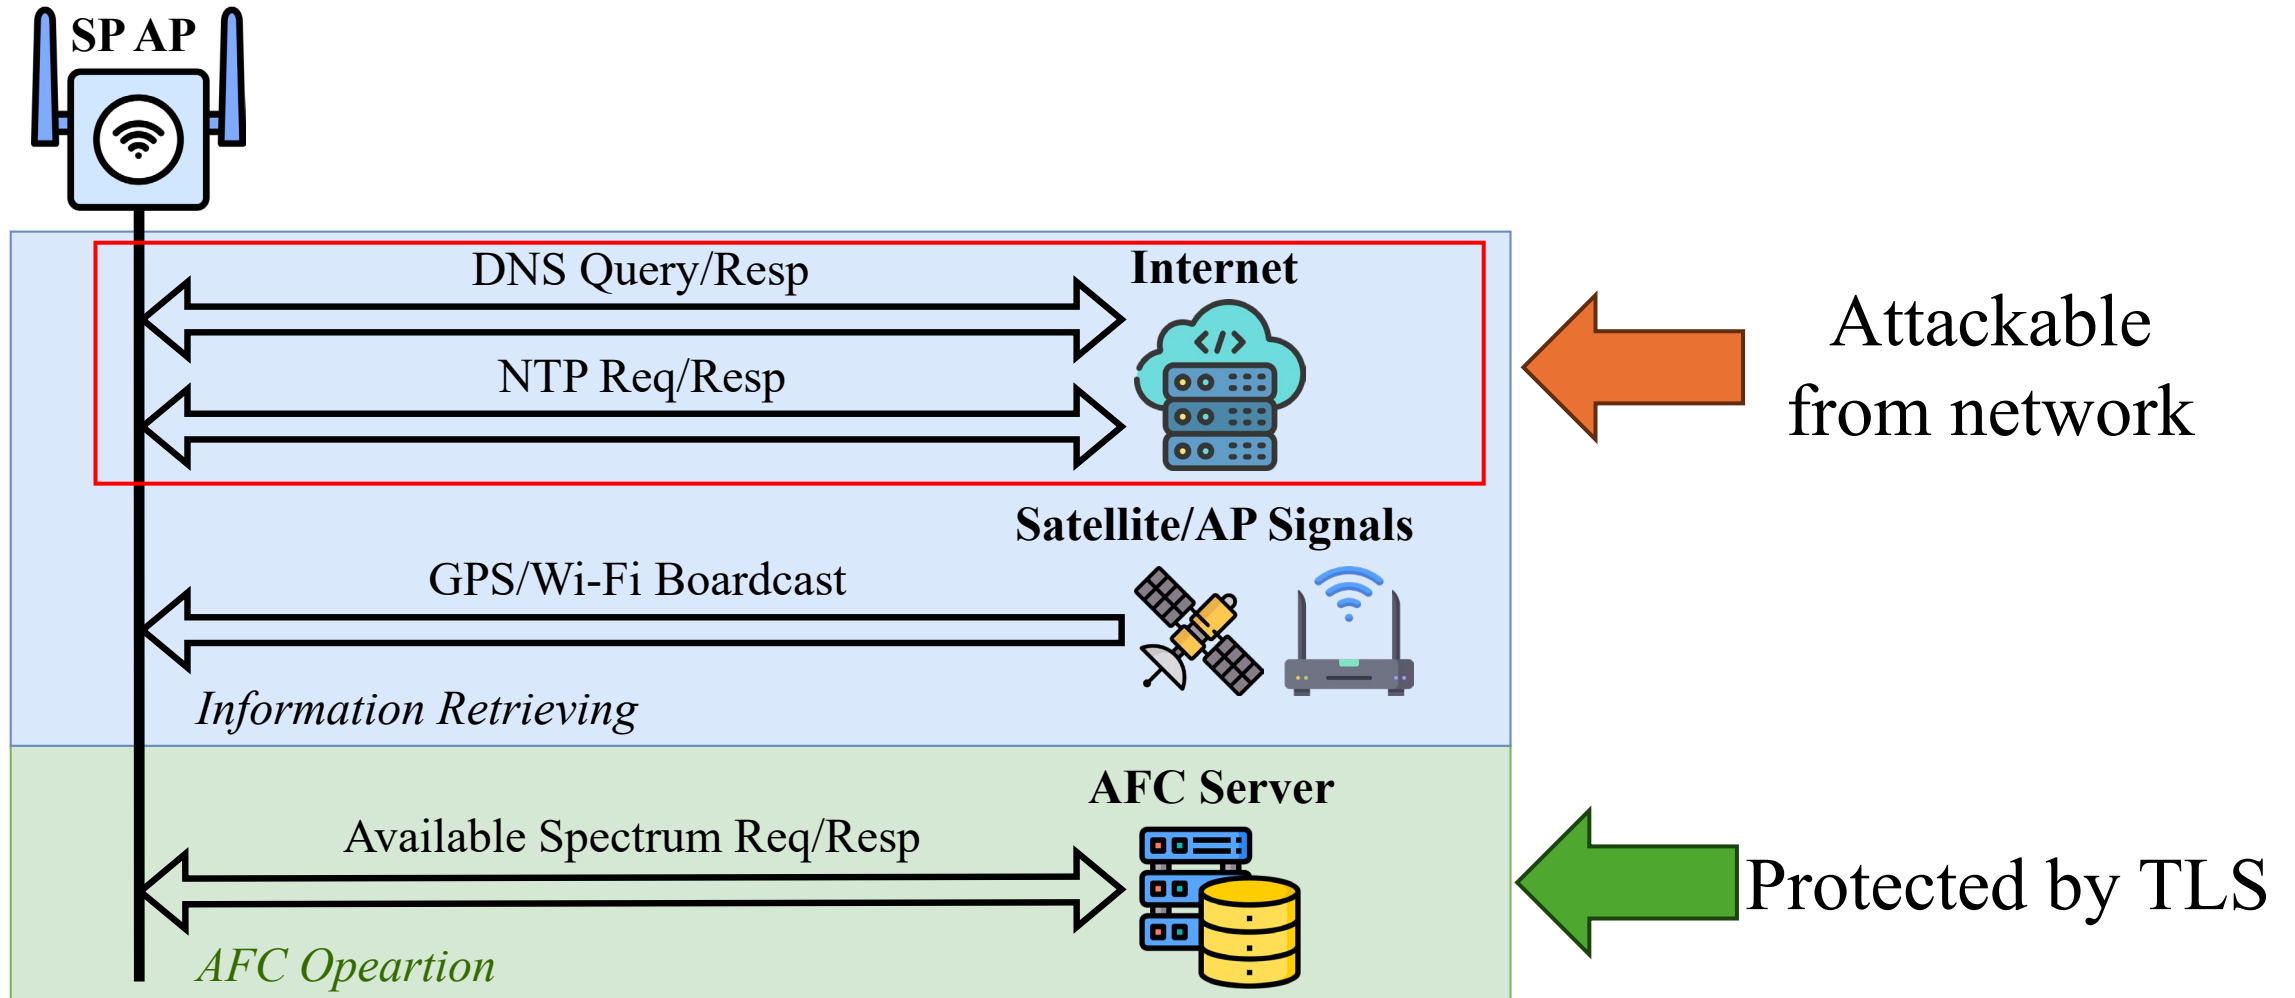 SP AP
DNS Query/Resp
Internet
NTP Req/Resp
Attackable
from network
Satellite/AP Signals
GPS/Wi-Fi Boardcast
Information Retrieving
AFC Server
Available Spectrum Req/Resp
Protected by TLS
AFC Opeartion